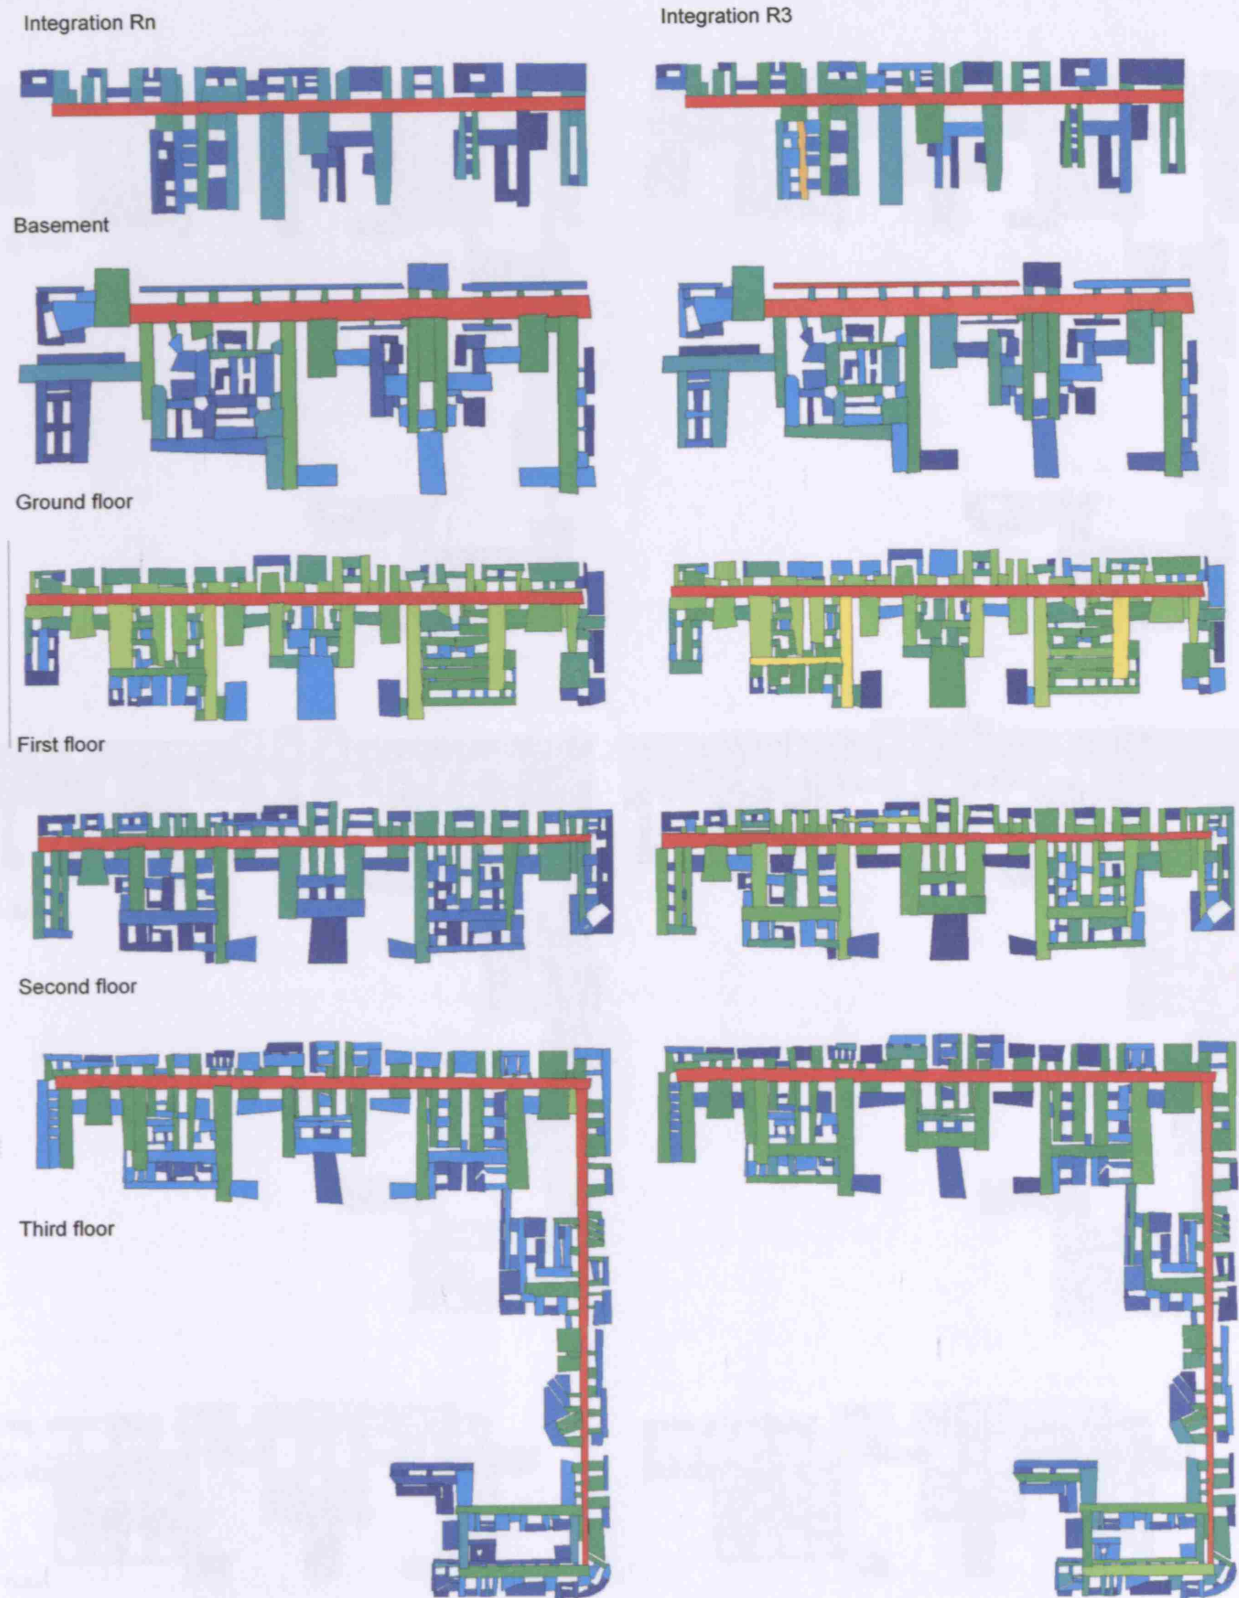 Integration Rn
Integration R3
Basement
Ground floor
First floor
Second floor
Third floor